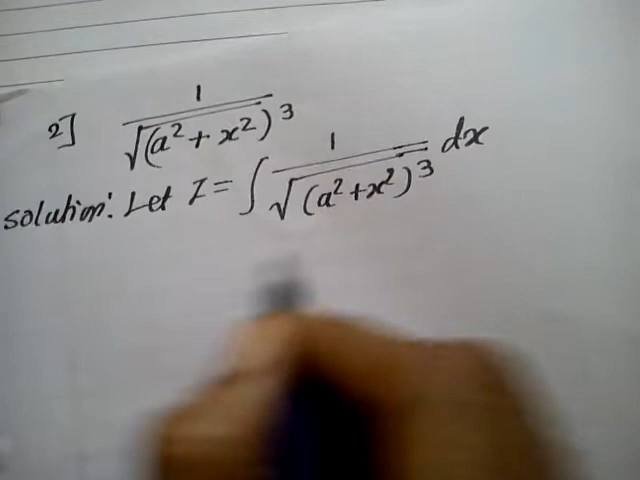 2] 1/√(a² + x²)³
solution: Let I = ∫ 1/√(a² + x²)³ dx